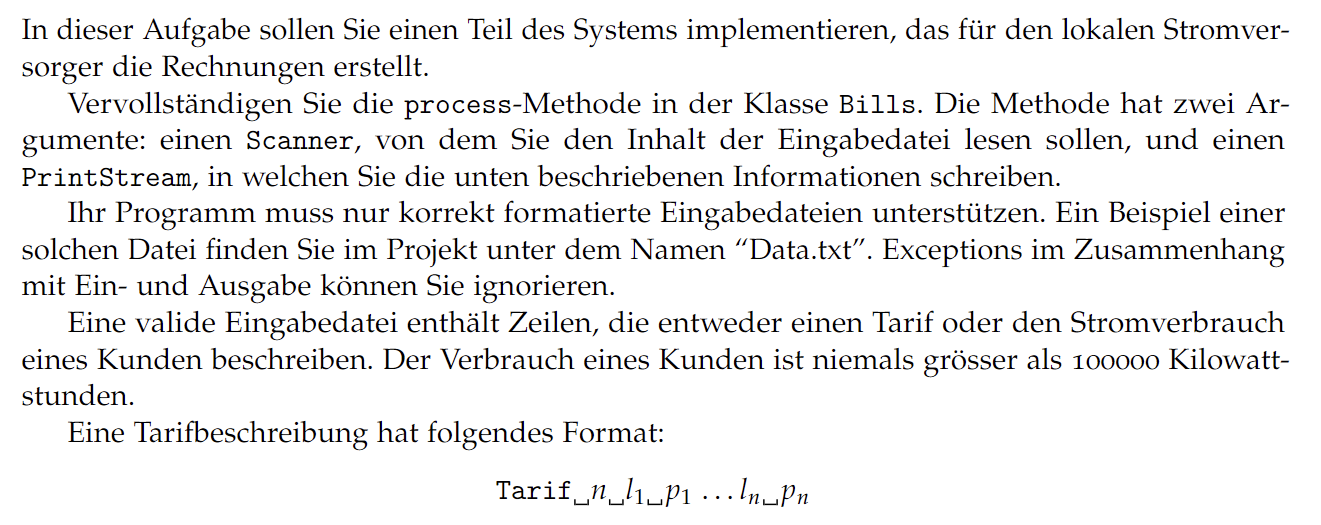 In dieser Aufgabe sollen Sie einen Teil des Systems implementieren, das für den lokalen Stromver-
sorger die Rechnungen erstellt.
Vervollständigen Sie die process-Methode in der Klasse Bills. Die Methode hat zwei Ar-
gumente: einen Scanner, von dem Sie den Inhalt der Eingabedatei lesen sollen, und einen
PrintStream, in welchen Sie die unten beschriebenen Informationen schreiben.
Ihr Programm muss nur korrekt formatierte Eingabedateien unterstützen. Ein Beispiel einer
solchen Datei finden Sie im Projekt unter dem Namen “Data.txt”. Exceptions im Zusammenhang
mit Ein- und Ausgabe können Sie ignorieren.
Eine valide Eingabedatei enthält Zeilen, die entweder einen Tarif oder den Stromverbrauch
eines Kunden beschreiben. Der Verbrauch eines Kunden ist niemals grösser als 100000 Kilowatt-
stunden.
Eine Tarifbeschreibung hat folgendes Format:
Tarif␣n␣l₁␣p₁ … lₙ␣pₙ